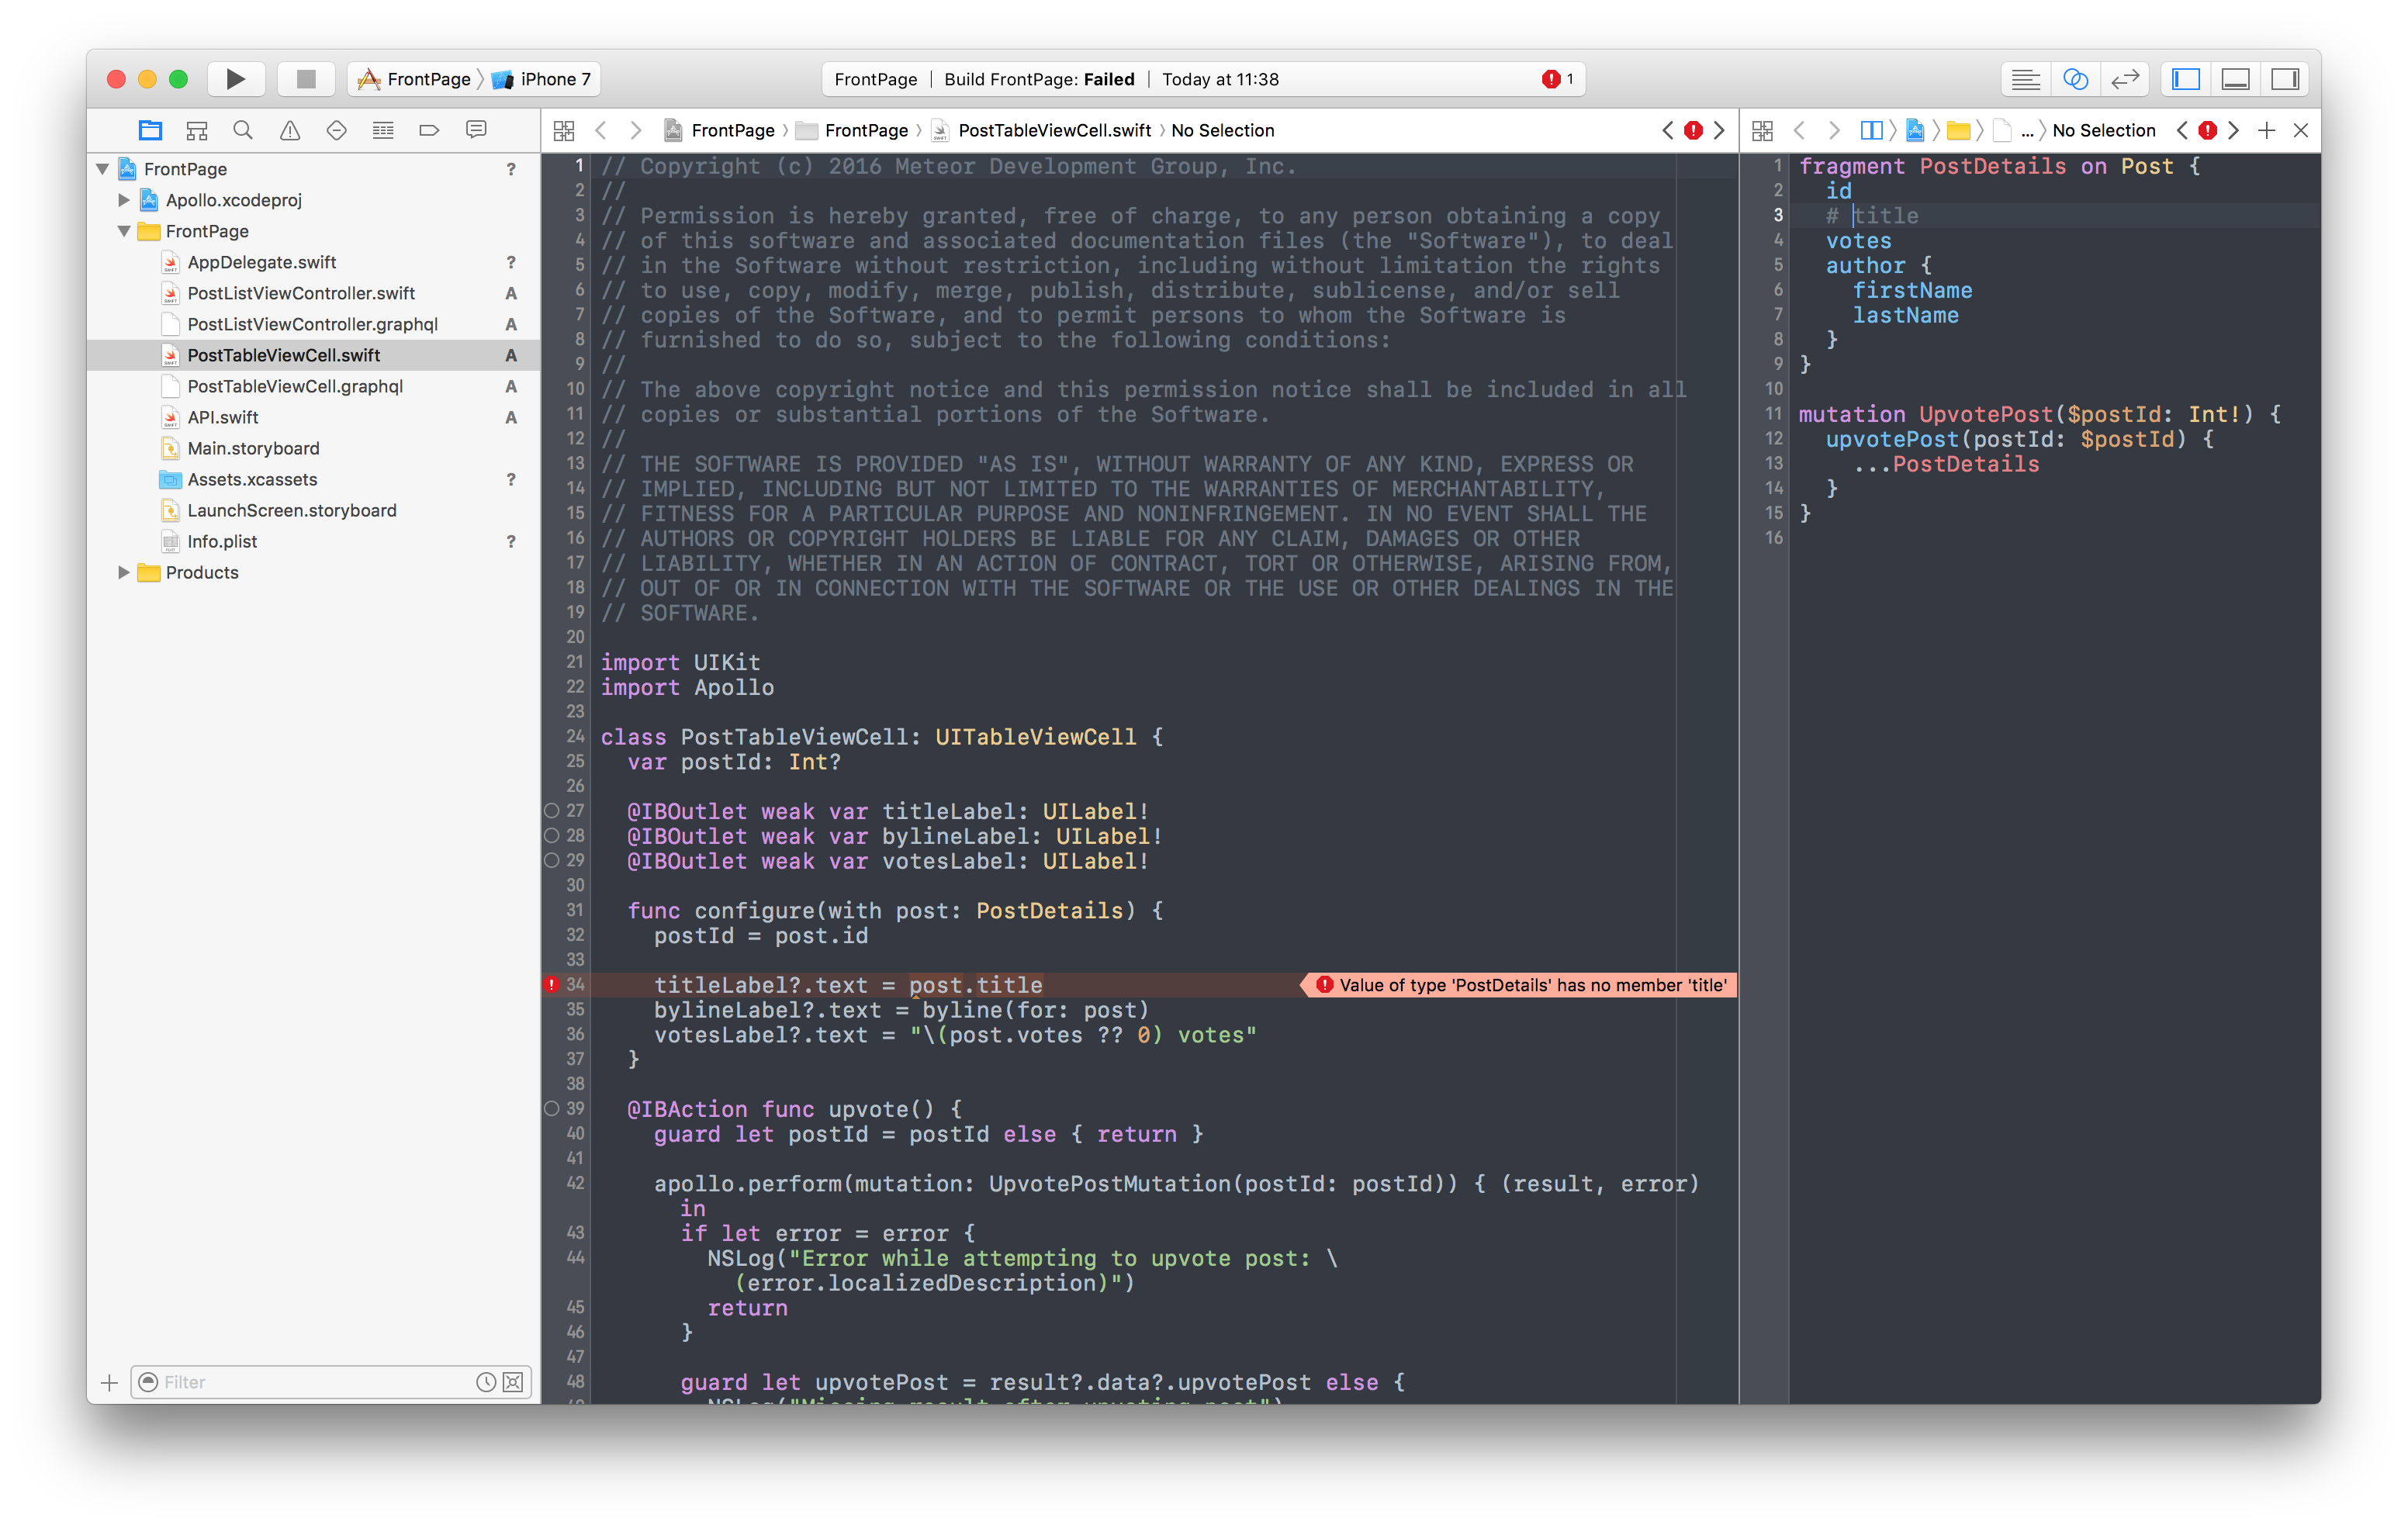 FrontPage 〉 iPhone 7
FrontPage | Build FrontPage: Failed | Today at 11:38
1
FrontPage 〉 FrontPage 〉 PostTableViewCell.swift 〉 No Selection
... 〉 No Selection
FrontPage ?
Apollo.xcodeproj
FrontPage
AppDelegate.swift ?
PostListViewController.swift A
PostListViewController.graphql A
PostTableViewCell.swift A
PostTableViewCell.graphql A
API.swift A
Main.storyboard
Assets.xcassets ?
LaunchScreen.storyboard
Info.plist ?
Products
Filter
1 // Copyright (c) 2016 Meteor Development Group, Inc.
2 //
3 // Permission is hereby granted, free of charge, to any person obtaining a copy
4 // of this software and associated documentation files (the "Software"), to deal
5 // in the Software without restriction, including without limitation the rights
6 // to use, copy, modify, merge, publish, distribute, sublicense, and/or sell
7 // copies of the Software, and to permit persons to whom the Software is
8 // furnished to do so, subject to the following conditions:
9 //
10 // The above copyright notice and this permission notice shall be included in all
11 // copies or substantial portions of the Software.
12 //
13 // THE SOFTWARE IS PROVIDED "AS IS", WITHOUT WARRANTY OF ANY KIND, EXPRESS OR
14 // IMPLIED, INCLUDING BUT NOT LIMITED TO THE WARRANTIES OF MERCHANTABILITY,
15 // FITNESS FOR A PARTICULAR PURPOSE AND NONINFRINGEMENT. IN NO EVENT SHALL THE
16 // AUTHORS OR COPYRIGHT HOLDERS BE LIABLE FOR ANY CLAIM, DAMAGES OR OTHER
17 // LIABILITY, WHETHER IN AN ACTION OF CONTRACT, TORT OR OTHERWISE, ARISING FROM,
18 // OUT OF OR IN CONNECTION WITH THE SOFTWARE OR THE USE OR OTHER DEALINGS IN THE
19 // SOFTWARE.
20
21 import UIKit
22 import Apollo
23
24 class PostTableViewCell: UITableViewCell {
25   var postId: Int?
26
27   @IBOutlet weak var titleLabel: UILabel!
28   @IBOutlet weak var bylineLabel: UILabel!
29   @IBOutlet weak var votesLabel: UILabel!
30
31   func configure(with post: PostDetails) {
32     postId = post.id
33
34     titleLabel?.text = post.title
Value of type 'PostDetails' has no member 'title'
35     bylineLabel?.text = byline(for: post)
36     votesLabel?.text = "\(post.votes ?? 0) votes"
37   }
38
39   @IBAction func upvote() {
40     guard let postId = postId else { return }
41
42     apollo.perform(mutation: UpvotePostMutation(postId: postId)) { (result, error)
in
43       if let error = error {
44         NSLog("Error while attempting to upvote post: \
(error.localizedDescription)")
45         return
46       }
47
48       guard let upvotePost = result?.data?.upvotePost else {
49         NSLog("Missing result after upvoting post")
1 fragment PostDetails on Post {
2   id
3   # title
4   votes
5   author {
6     firstName
7     lastName
8   }
9 }
10
11 mutation UpvotePost($postId: Int!) {
12   upvotePost(postId: $postId) {
13     ...PostDetails
14   }
15 }
16